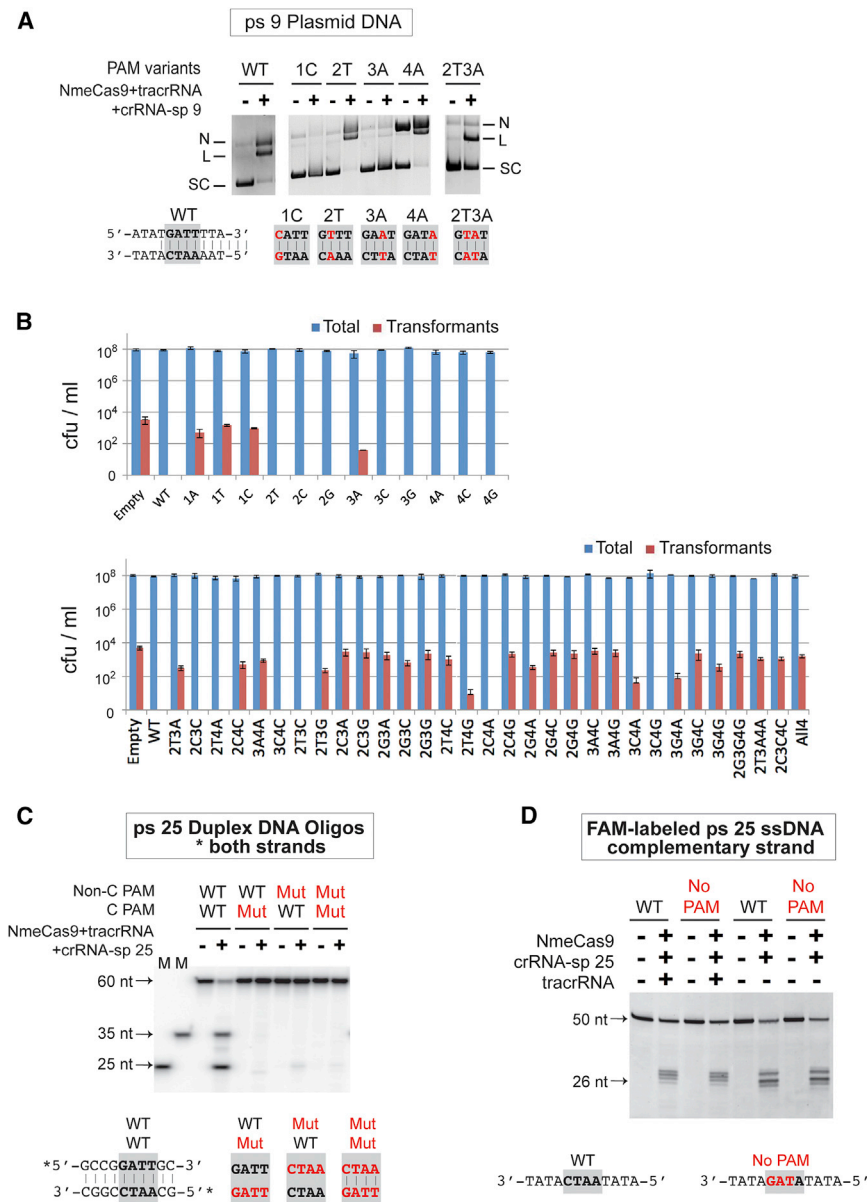 A
ps 9 Plasmid DNA
PAM variants WT 1C 2T 3A 4A 2T3A
NmeCas9+tracrRNA
+crRNA-sp 9 - + - + - + - + - + - +
N L SC N L SC
WT 1C 2T 3A 4A 2T3A
5'-ATATGATTTTA-3' CATT GTTT GAAT GATA GTAT
3'-TATACTAAAAT-5' GTAA CAAA CTTA CTAT CATA
B
Total Transformants
cfu / ml
10^8
10^6
10^4
10^2
0
Empty WT 1A 1T 1C 2T 2C 2G 3A 3C 3G 4A 4C 4G
Total Transformants
cfu / ml
10^8
10^6
10^4
10^2
0
Empty WT 2T3A 2C3C 2T4A 2C4C 3A4A 3C4C 2T3C 2T3G 2C3A 2C3G 2G3A 2G3C 2G3G 2T4C 2T4G 2C4A 2C4G 2G4A 2G4C 2G4G 3A4C 3A4G 3C4A 3C4G 3G4A 3G4C 3G4G 2G3G4G 2T3A4A 2C3C4C All4
C
ps 25 Duplex DNA Oligos
* both strands
Non-C PAM WT WT Mut Mut
C PAM WT Mut WT Mut
NmeCas9+tracrRNA
+crRNA-sp 25 - + - + - + - +
M M
60 nt→
35 nt→
25 nt→
WT WT Mut Mut
WT Mut WT Mut
*5'-GCCGGATTGC-3' GATT CTAA CTAA
3'-CGGCCTAACG-5'* GATT CTAA GATT
D
FAM-labeled ps 25 ssDNA
complementary strand
WT No PAM WT No PAM
NmeCas9 - + - + - + - +
crRNA-sp 25 - + - + - + - +
tracrRNA - + - +
50 nt→
26 nt→
WT No PAM
3'-TATACTAATATA-5' 3'-TATAGATATATA-5'